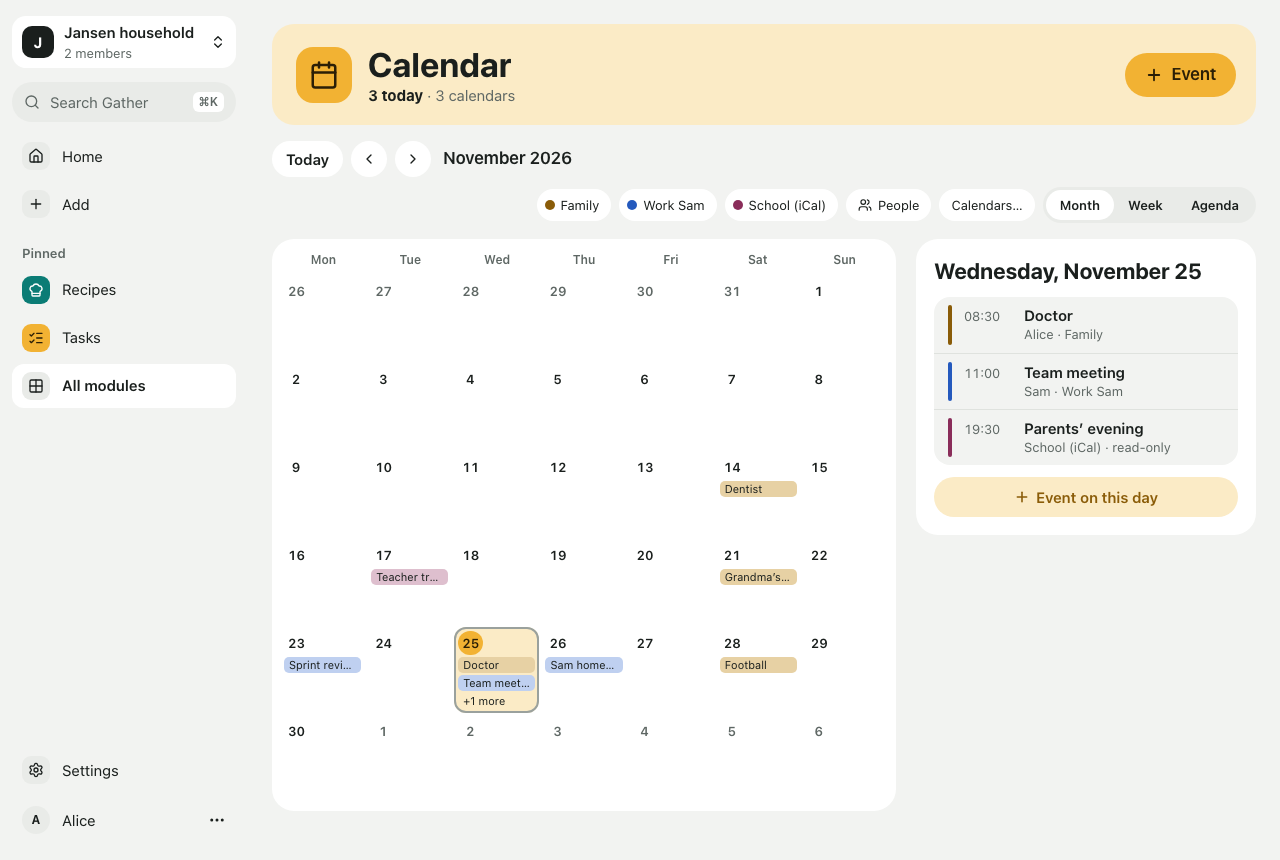 J
Jansen household
2 members
Search Gather
⌘K
Home
Add
Pinned
Recipes
Tasks
All modules
Settings
A
Alice
Calendar
3 today · 3 calendars
Event
Today
November 2026
Family
Work Sam
School (iCal)
People
Calendars…
Month
Week
Agenda
Mon Tue Wed Thu Fri Sat Sun
26 27 28 29 30 31 1
2 3 4 5 6 7 8
9 10 11 12 13 14 15
Dentist
16 17 18 19 20 21 22
Teacher tr…
Grandma’s…
23 24 25 26 27 28 29
Sprint revi…
Doctor
Sam home…
Football
Team meet…
+1 more
30 1 2 3 4 5 6
Wednesday, November 25
08:30
Doctor
Alice · Family
11:00
Team meeting
Sam · Work Sam
19:30
Parents’ evening
School (iCal) · read-only
Event on this day